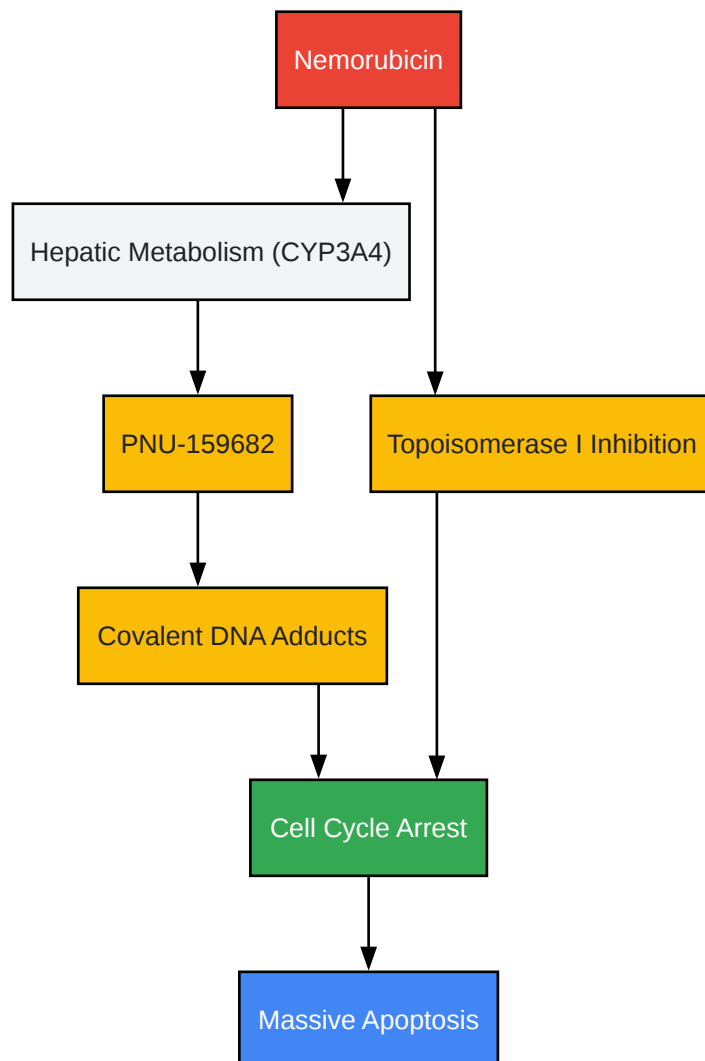 Nemorubicin
Hepatic Metabolism (CYP3A4)
PNU-159682
Topoisomerase I Inhibition
Covalent DNA Adducts
Cell Cycle Arrest
Massive Apoptosis